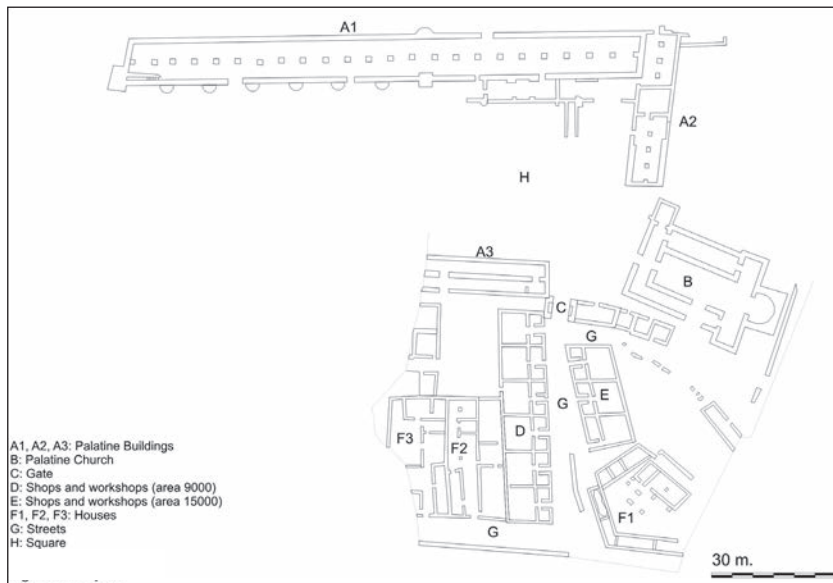 A1
A2
H
A3
B
C
G
E
G
D
F3
F2
F1
G
A1, A2, A3: Palatine Buildings
B: Palatine Church
C: Gate
D: Shops and workshops (area 9000)
E: Shops and workshops (area 15000)
F1, F2, F3: Houses
G: Streets
H: Square
30 m.